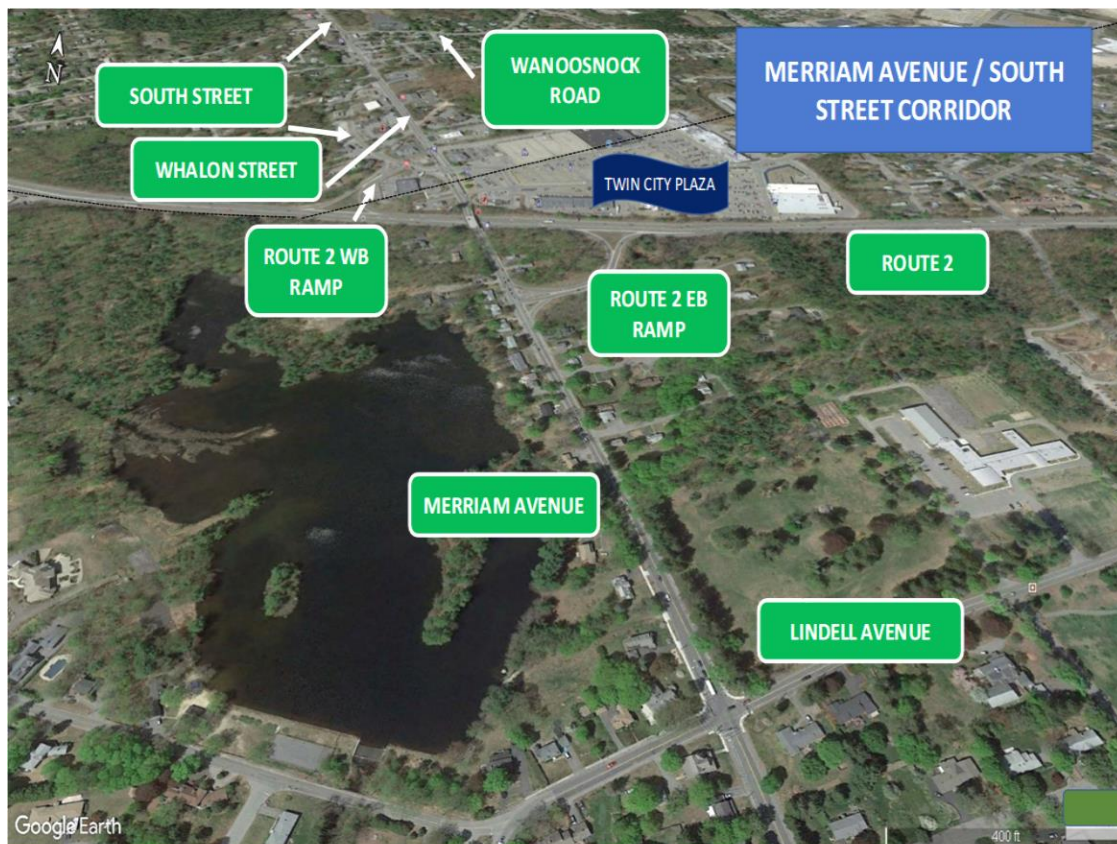 N
WANOOSNOCK
ROAD
MERRIAM AVENUE / SOUTH
STREET CORRIDOR
SOUTH STREET
WHALON STREET
TWIN CITY PLAZA
ROUTE 2 WB
RAMP
ROUTE 2 EB
RAMP
ROUTE 2
MERRIAM AVENUE
LINDELL AVENUE
Google Earth
400 ft